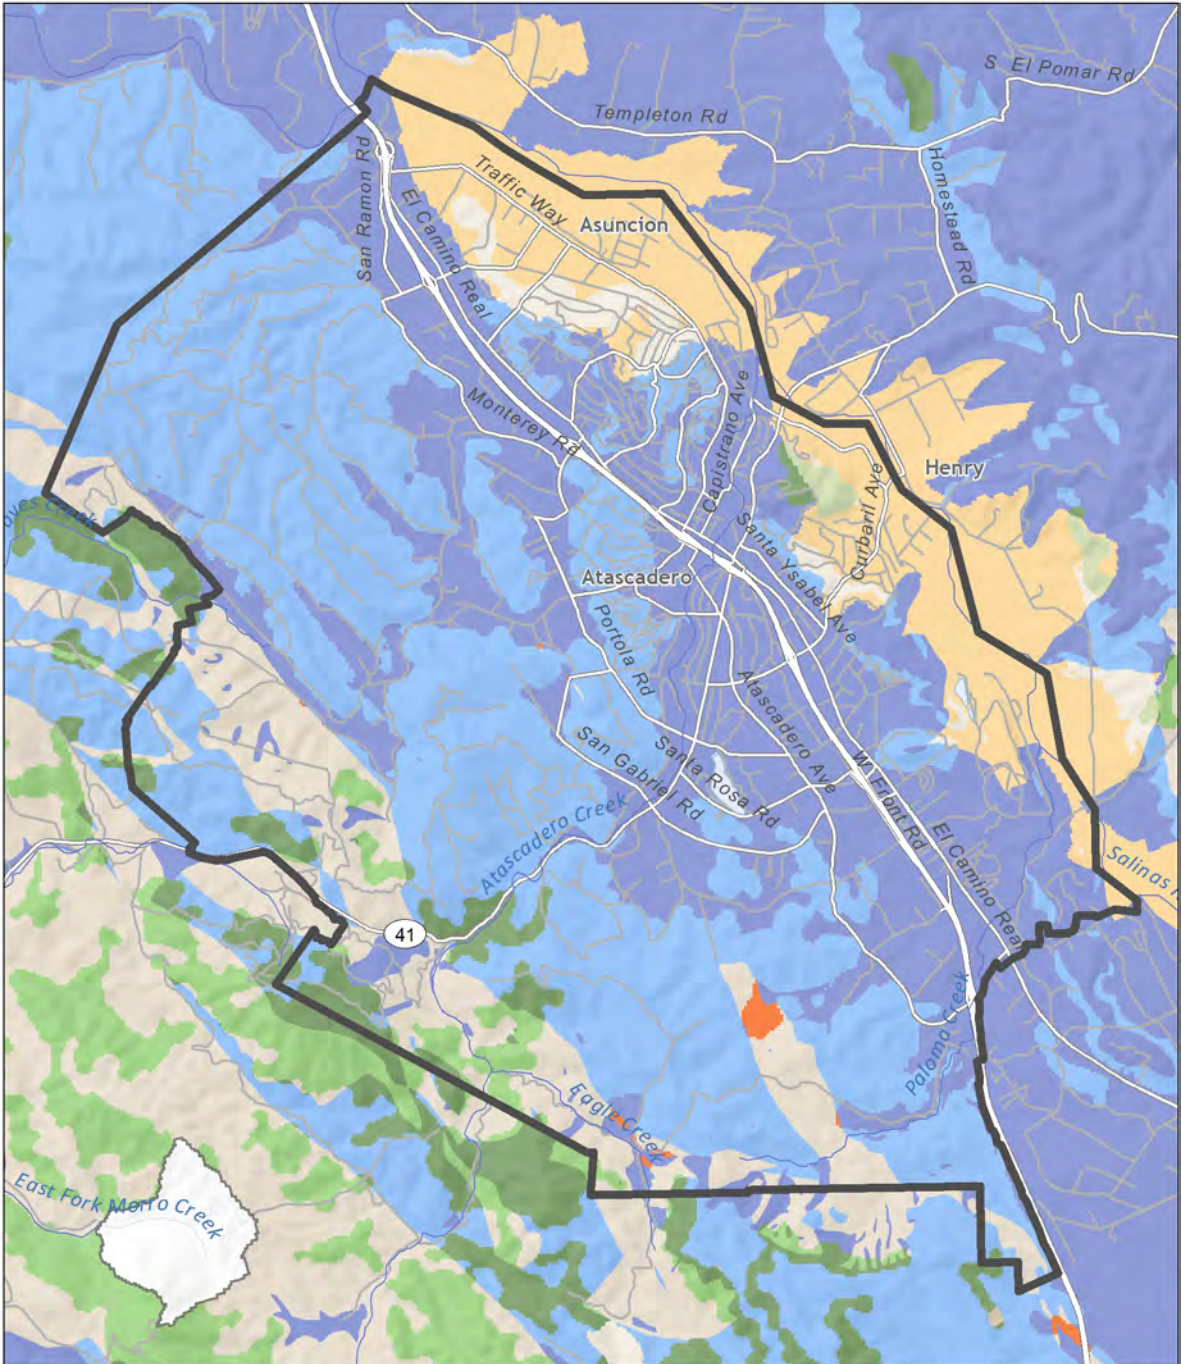 S El Pomar Rd
Templeton Rd
Homestead Rd
San Ramon Rd
El Camino Real
Traffic Way
Asuncion
Monterey Rd
Capistrano Ave
Henry
Curbaril Ave
Creek
Santa Ysabel Ave
Atascadero
Portola Rd
Atascadero Ave
San Gabriel Rd
Santa Rosa Rd
W Front Rd
Atascadero Creek
El Camino Real
Salinas
41
Paloma Creek
Eagle Creek
East Fork Morro Creek